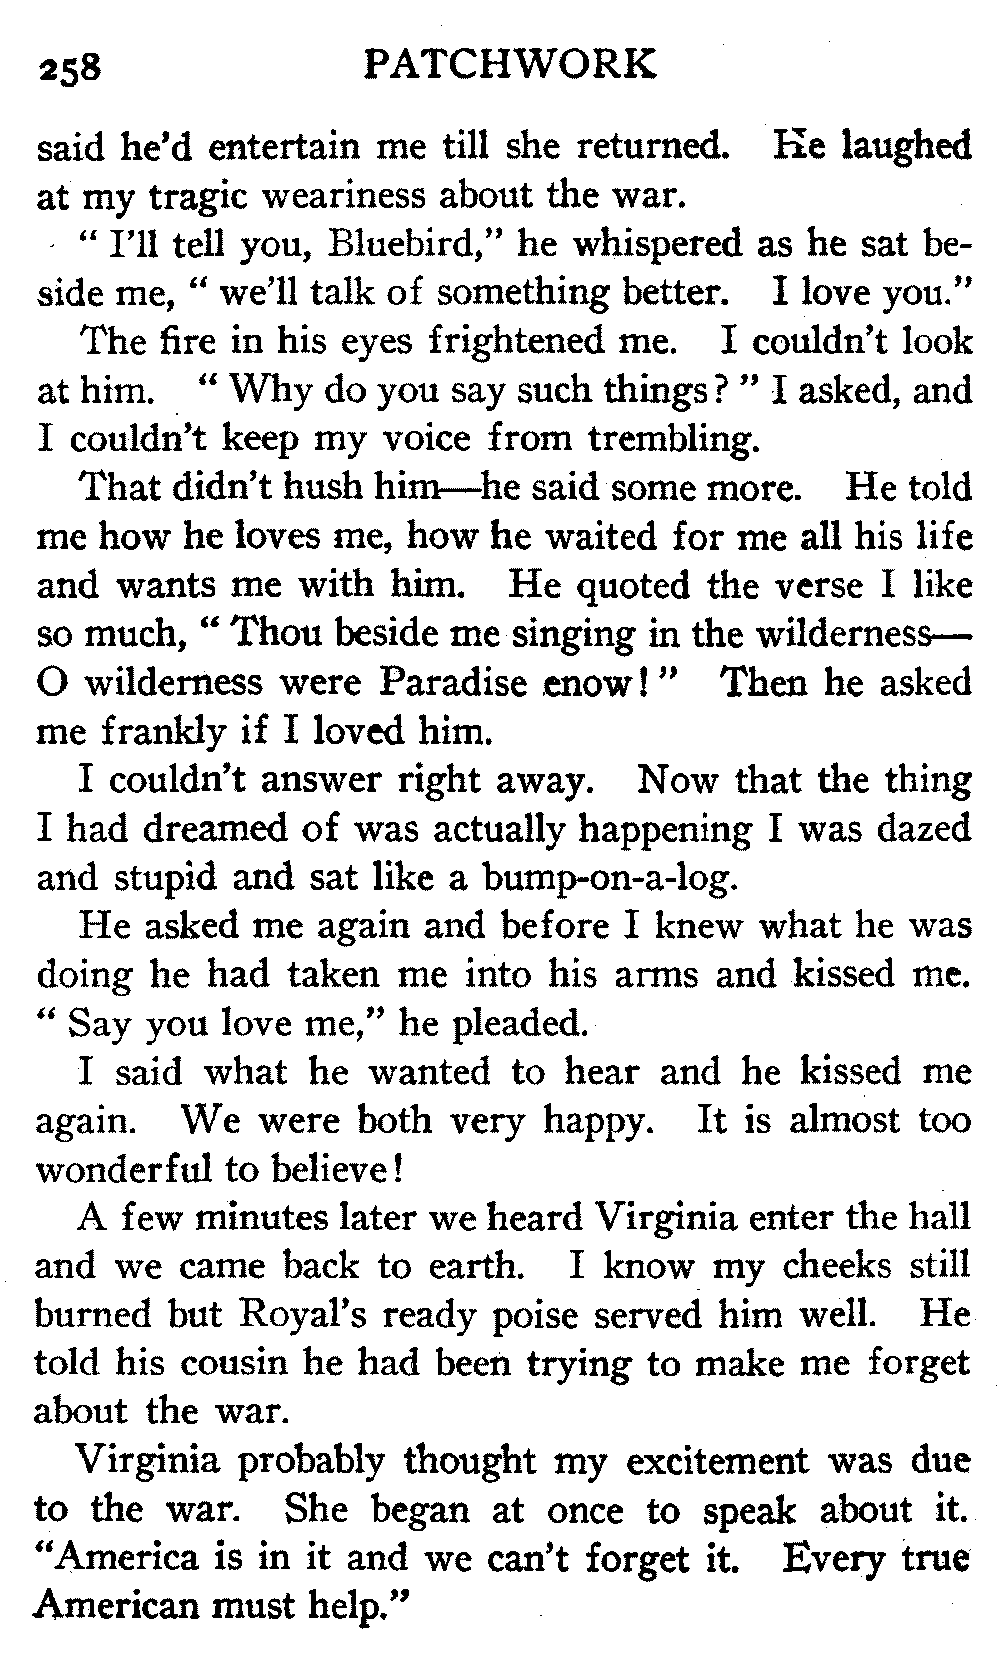 258 PATCHWORK
said he'd entertain me till she returned. He laughed
at my tragic weariness about the war.
" I'll tell you, Bluebird," he whispered as he sat be-
side me, " we'll talk of something better. I love you."
The fire in his eyes frightened me. I couldn't look
at him. " Why do you say such things? " I asked, and
I couldn't keep my voice from trembling.
That didn't hush him—he said some more. He told
me how he loves me, how he waited for me all his life
and wants me with him. He quoted the verse I like
so much, " Thou beside me singing in the wilderness—
O wilderness were Paradise enow! " Then he asked
me frankly if I loved him.
I couldn't answer right away. Now that the thing
I had dreamed of was actually happening I was dazed
and stupid and sat like a bump-on-a-log.
He asked me again and before I knew what he was
doing he had taken me into his arms and kissed me.
" Say you love me," he pleaded.
I said what he wanted to hear and he kissed me
again. We were both very happy. It is almost too
wonderful to believe!
A few minutes later we heard Virginia enter the hall
and we came back to earth. I know my cheeks still
burned but Royal's ready poise served him well. He
told his cousin he had been trying to make me forget
about the war.
Virginia probably thought my excitement was due
to the war. She began at once to speak about it.
"America is in it and we can't forget it. Every true
American must help."